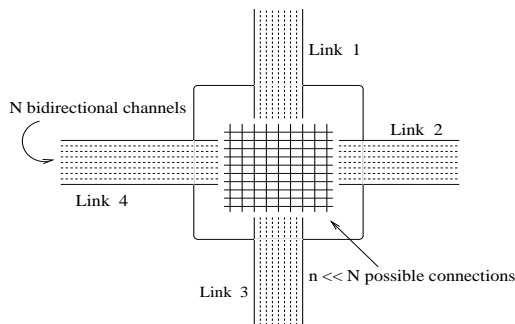 Link 1
N bidirectional channels
Link 2
Link 4
n << N possible connections
Link 3